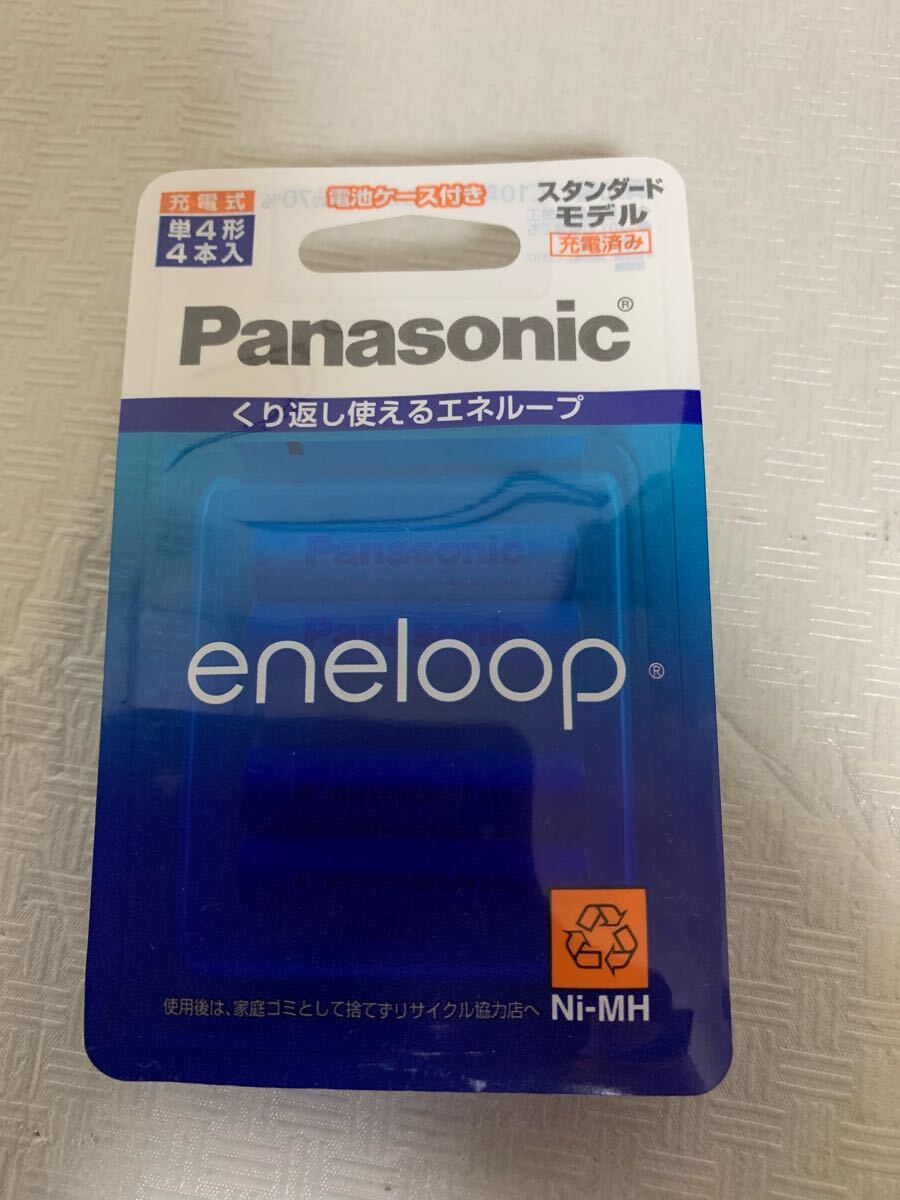 充電式
単4形
4本入
電池ケース付き
スタンダード
モデル
充電済み
Panasonic®
くり返し使えるエネループ
Panasonic
Panasonic
eneloop®
使用後は、家庭ゴミとして捨てずリサイクル協力店へ
Ni-MH